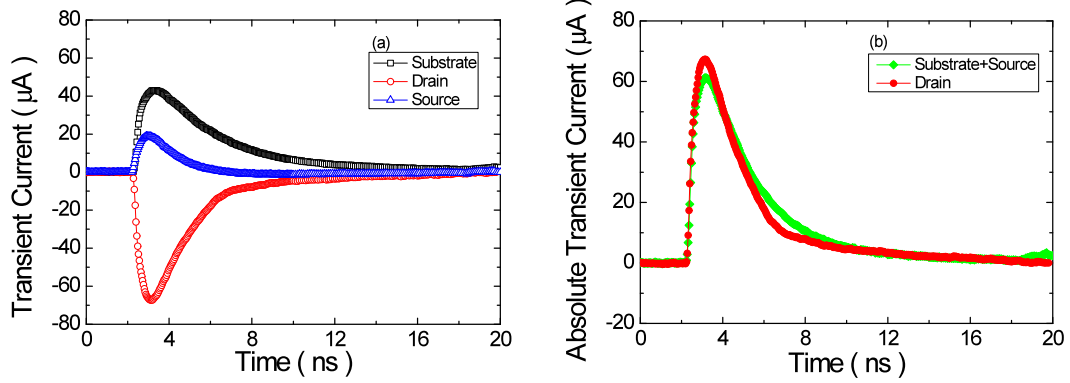 (a)
Substrate
Drain
Source
80
60
40
20
0
-20
-40
-60
-80
0 4 8 12 16 20
Transient Current ( μA )
Time ( ns )
(b)
Substrate+Source
Drain
80
60
40
20
0
-20
0 4 8 12 16 20
Absolute Transient Current ( μA )
Time ( ns )